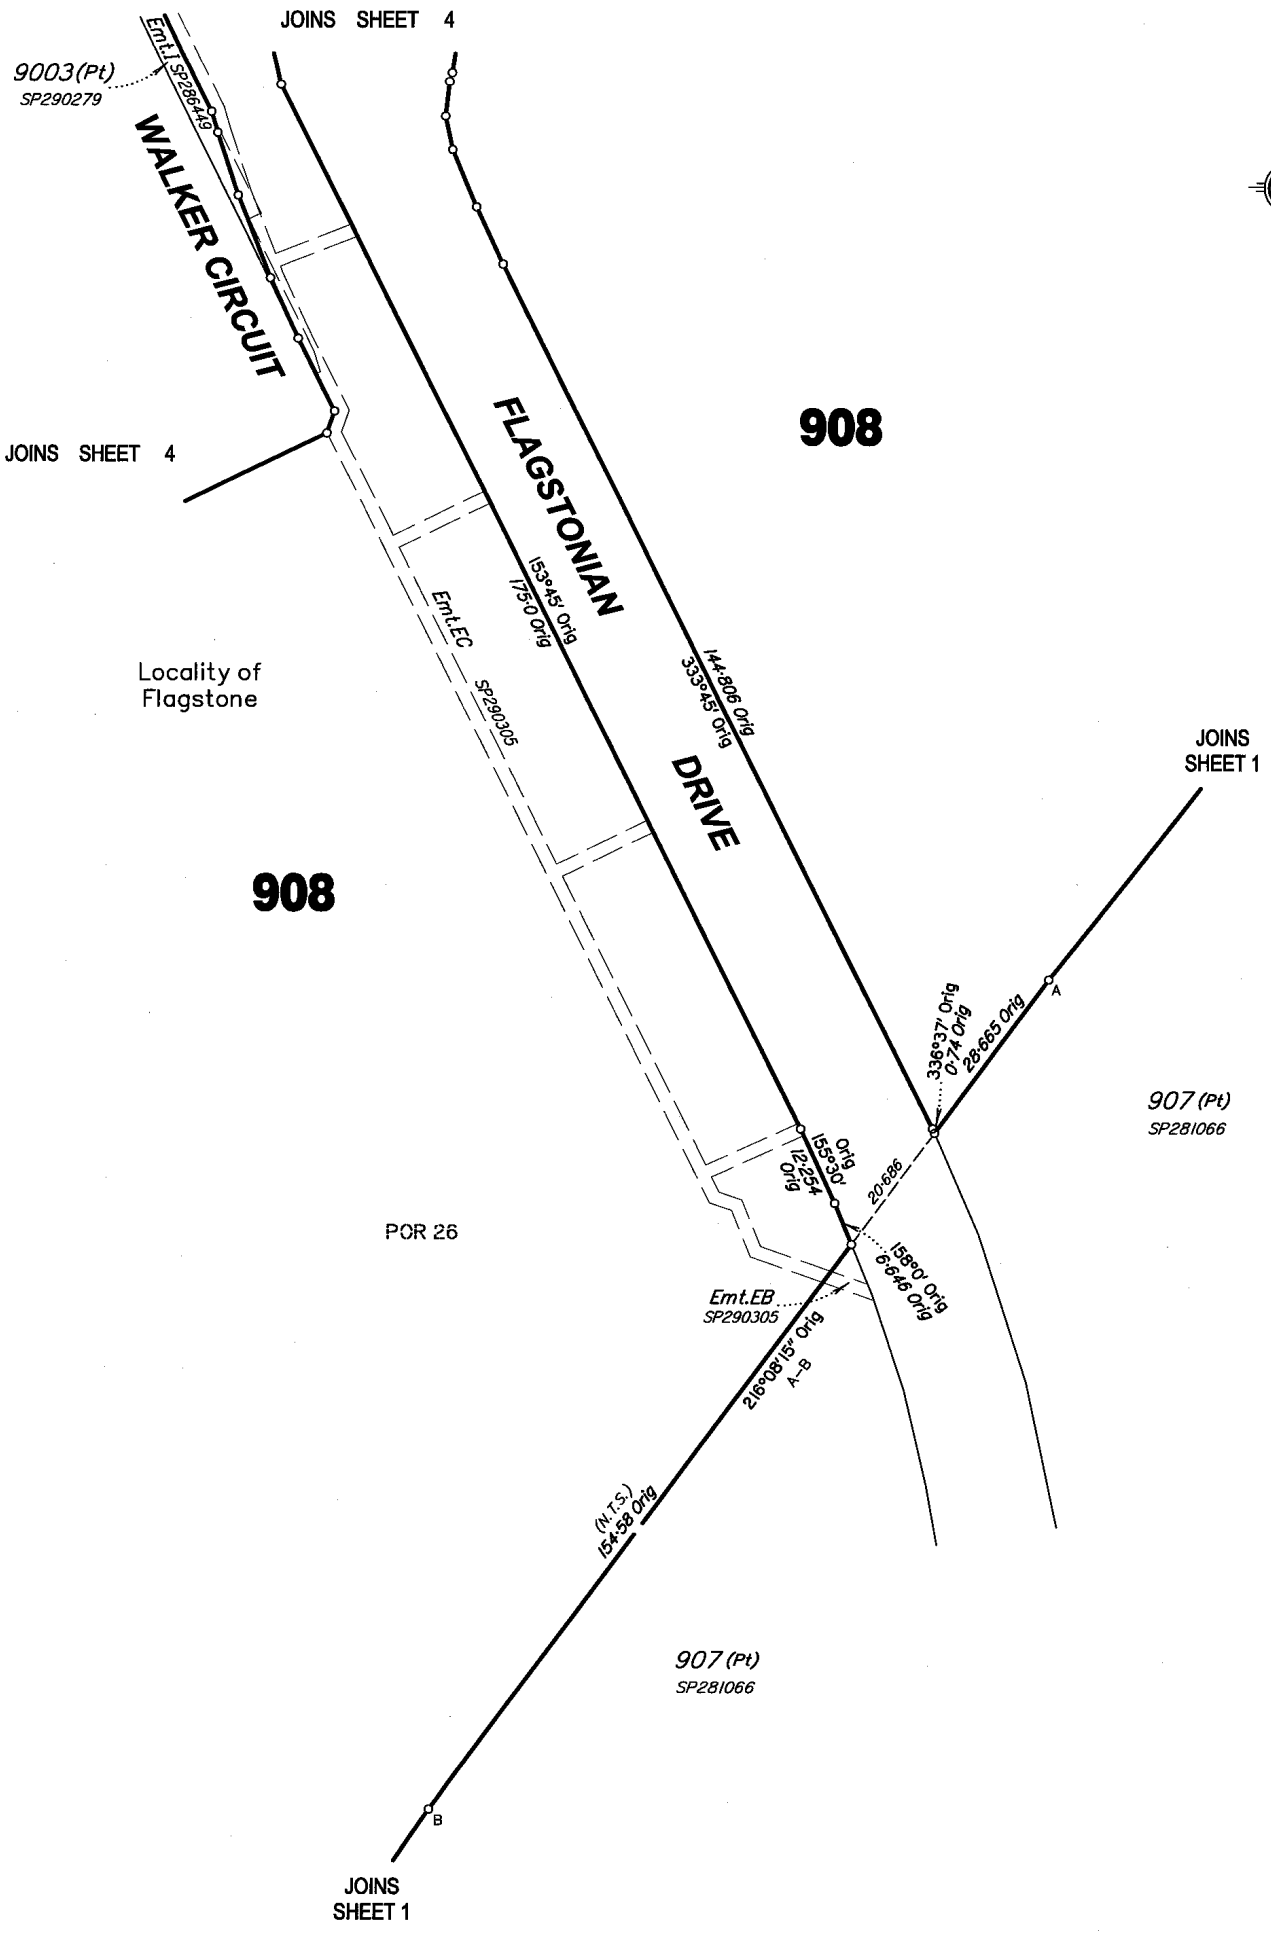 JOINS SHEET 4
Emt.I SP286449
9003(Pt)
SP290279
WALKER CIRCUIT
908
FLAGSTONIAN
DRIVE
JOINS SHEET 4
153°45' Orig
175·0 Orig
Emt.EC
SP290305
144·806 Orig
333°45' Orig
Locality of
Flagstone
JOINS
SHEET 1
908
A
336°37' Orig
0·74 Orig
28·665 Orig
907 (Pt)
SP281066
Orig
155°30'
12·254
Orig
20·686
POR 26
158°0' Orig
6·646 Orig
Emt.EB
SP290305
216°08'15" Orig
A-B
(N.T.S.)
154·58 Orig
907 (Pt)
SP281066
B
JOINS
SHEET 1